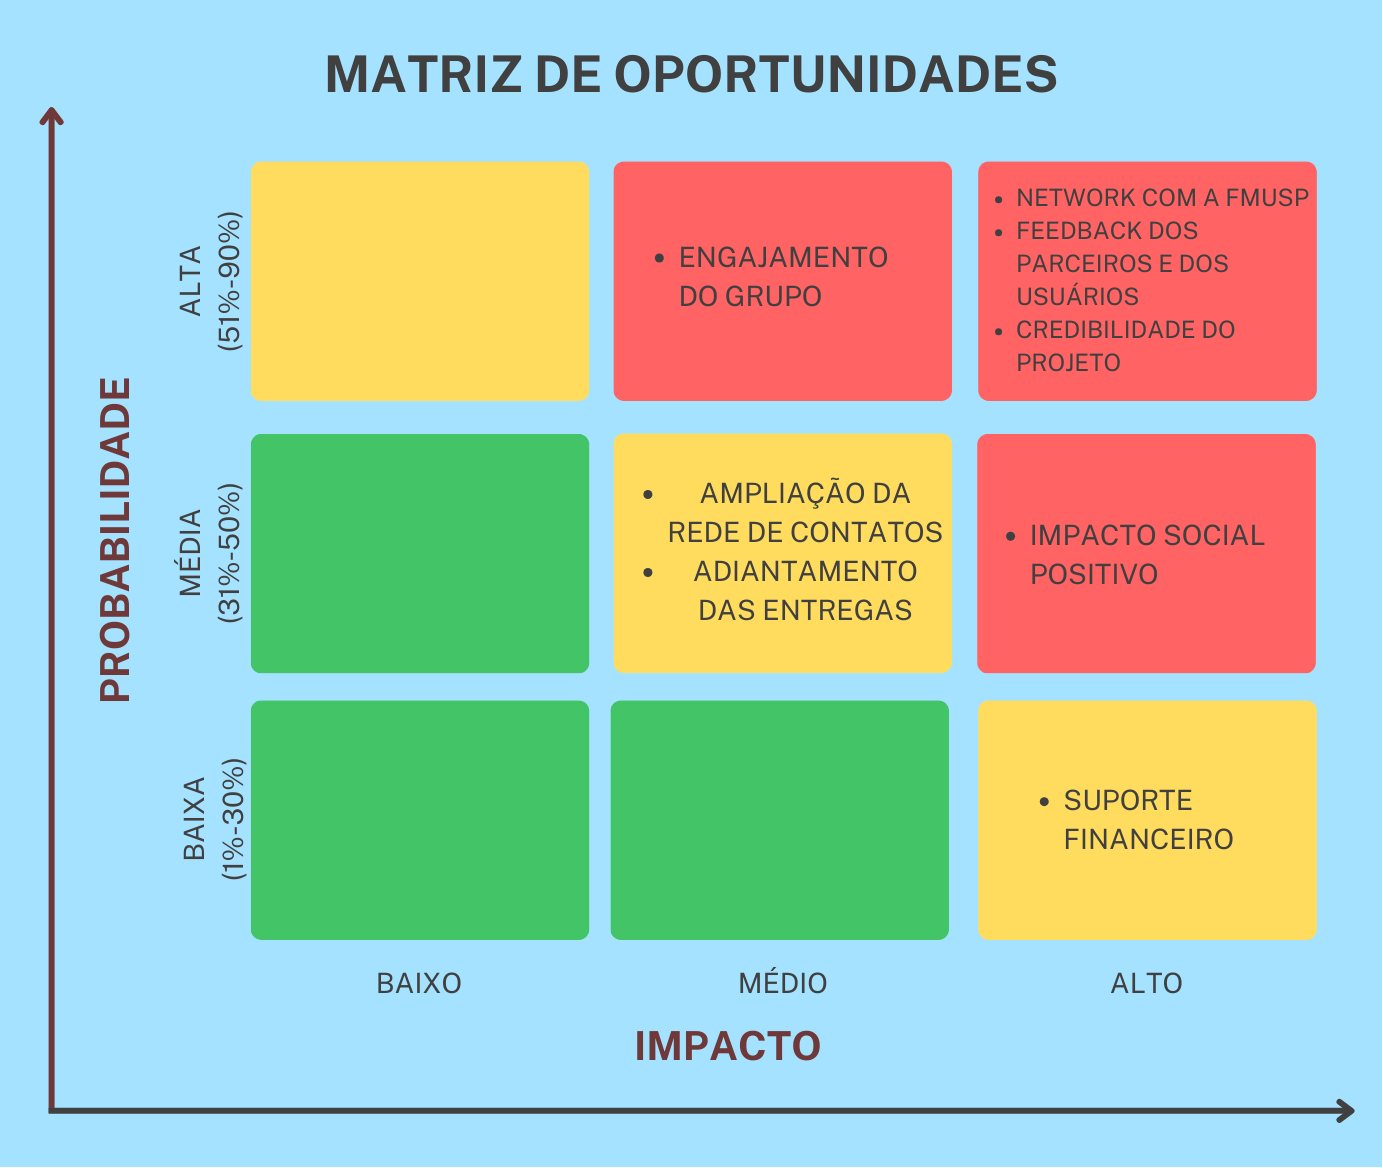 MATRIZ DE OPORTUNIDADES
PROBABILIDADE
ALTA
(51%-90%)
• ENGAJAMENTO
DO GRUPO
• NETWORK COM A FMUSP
• FEEDBACK DOS
PARCEIROS E DOS
USUÁRIOS
• CREDIBILIDADE DO
PROJETO
MÉDIA
(31%-50%)
• AMPLIAÇÃO DA
REDE DE CONTATOS
• ADIANTAMENTO
DAS ENTREGAS
• IMPACTO SOCIAL
POSITIVO
BAIXA
(1%-30%)
• SUPORTE
FINANCEIRO
BAIXO
MÉDIO
ALTO
IMPACTO